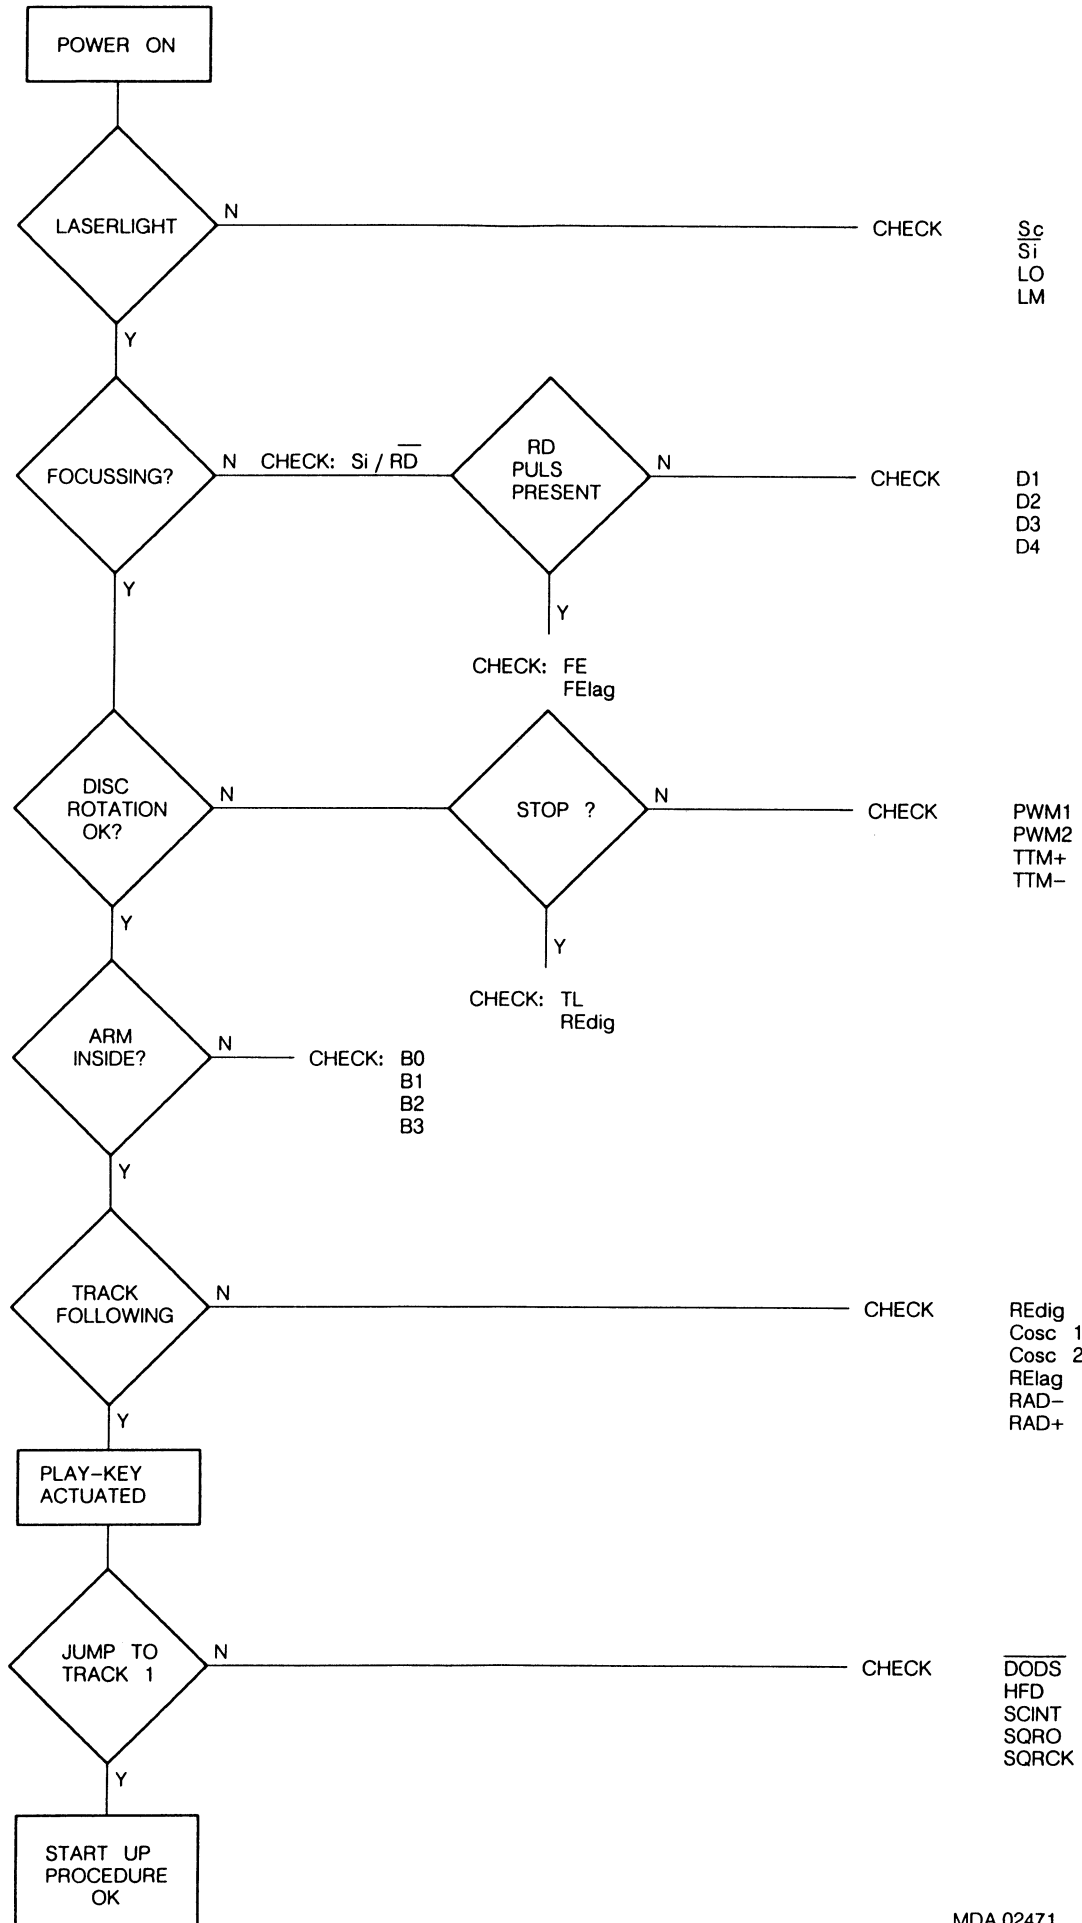 POWER ON
LASERLIGHT
N
CHECK
Sc
S̅i̅
LO
LM
Y
FOCUSSING?
N
CHECK: Si / R̅D̅
RD
PULS
PRESENT
N
CHECK
D1
D2
D3
D4
Y
Y
CHECK: FE
FElag
DISC
ROTATION
OK?
N
STOP ?
N
CHECK
PWM1
PWM2
TTM+
TTM–
Y
Y
CHECK: TL
REdig
ARM
INSIDE?
N
CHECK: B0
B1
B2
B3
Y
TRACK
FOLLOWING
N
CHECK
REdig
Cosc 1
Cosc 2
RElag
RAD–
RAD+
Y
PLAY–KEY
ACTUATED
JUMP TO
TRACK 1
N
CHECK
D̅O̅D̅S̅
HFD
SCINT
SQRO
SQRCK
Y
START UP
PROCEDURE
OK
MDA 02471